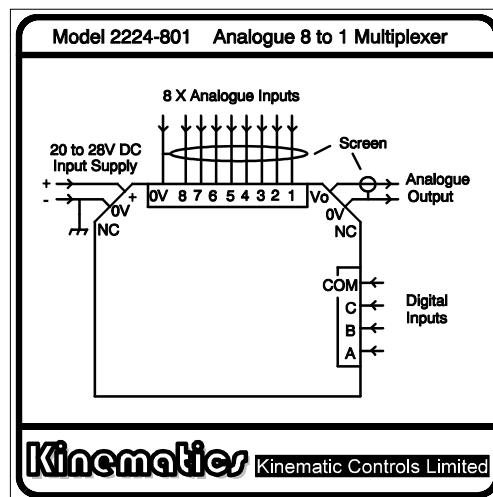 Model 2224-801 Analogue 8 to 1 Multiplexer
8 X Analogue Inputs
Screen
20 to 28V DC
Input Supply
+
-
0V
+
NC
0V 8 7 6 5 4 3 2 1
Vo
0V
NC
Analogue
Output
COM
C
B
A
Digital
Inputs
Kinematics Kinematic Controls Limited